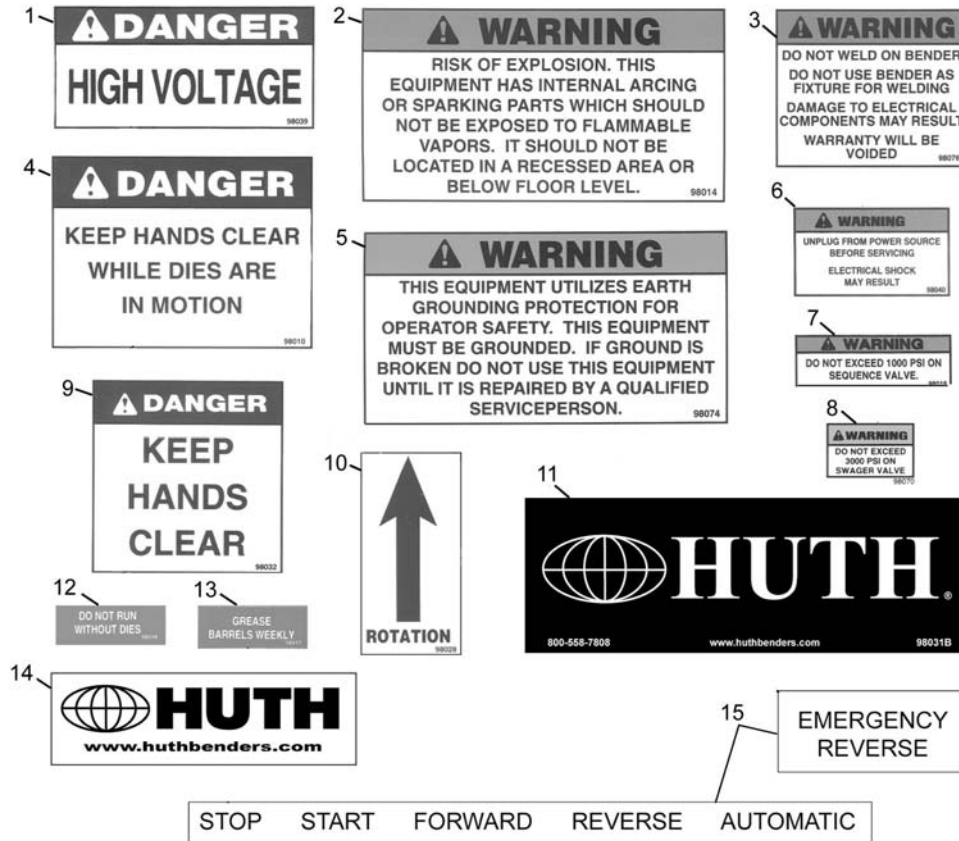 1
DANGER
HIGH VOLTAGE
98039
2
WARNING
RISK OF EXPLOSION. THIS
EQUIPMENT HAS INTERNAL ARCING
OR SPARKING PARTS WHICH SHOULD
NOT BE EXPOSED TO FLAMMABLE
VAPORS. IT SHOULD NOT BE
LOCATED IN A RECESSED AREA OR
BELOW FLOOR LEVEL.
98014
3
WARNING
DO NOT WELD ON BENDER
DO NOT USE BENDER AS
FIXTURE FOR WELDING
DAMAGE TO ELECTRICAL
COMPONENTS MAY RESULT
WARRANTY WILL BE
VOIDED
98076
4
DANGER
KEEP HANDS CLEAR
WHILE DIES ARE
IN MOTION
98010
5
WARNING
THIS EQUIPMENT UTILIZES EARTH
GROUNDING PROTECTION FOR
OPERATOR SAFETY. THIS EQUIPMENT
MUST BE GROUNDED. IF GROUND IS
BROKEN DO NOT USE THIS EQUIPMENT
UNTIL IT IS REPAIRED BY A QUALIFIED
SERVICEPERSON.
98074
6
WARNING
UNPLUG FROM POWER SOURCE
BEFORE SERVICING
ELECTRICAL SHOCK
MAY RESULT
98040
7
WARNING
DO NOT EXCEED 1000 PSI ON
SEQUENCE VALVE.
8
WARNING
DO NOT EXCEED
3000 PSI ON
SWAGER VALVE
98070
9
DANGER
KEEP
HANDS
CLEAR
98032
10
ROTATION
98028
11
HUTH®
800-558-7808 www.huthbenders.com 98031B
12
DO NOT RUN
WITHOUT DIES
13
GREASE
BARRELS WEEKLY
14
HUTH
www.huthbenders.com
15
EMERGENCY
REVERSE
STOP START FORWARD REVERSE AUTOMATIC